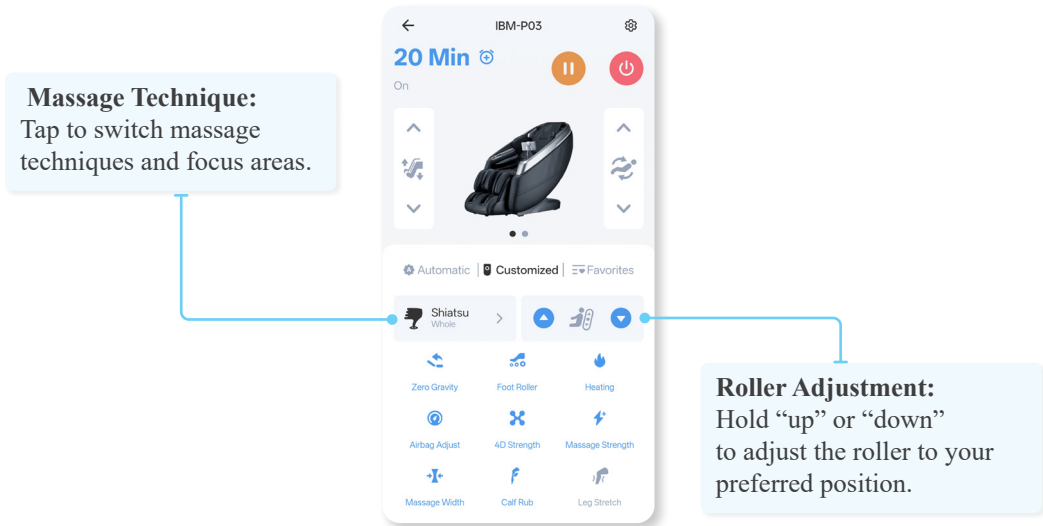 Massage Technique:
Tap to switch massage
techniques and focus areas.
IBM-P03
20 Min
On
Automatic
Customized
Favorites
Shiatsu
Whole
Zero Gravity
Foot Roller
Heating
Airbag Adjust
4D Strength
Massage Strength
Massage Width
Calf Rub
Leg Stretch
Roller Adjustment:
Hold “up” or “down”
to adjust the roller to your
preferred position.